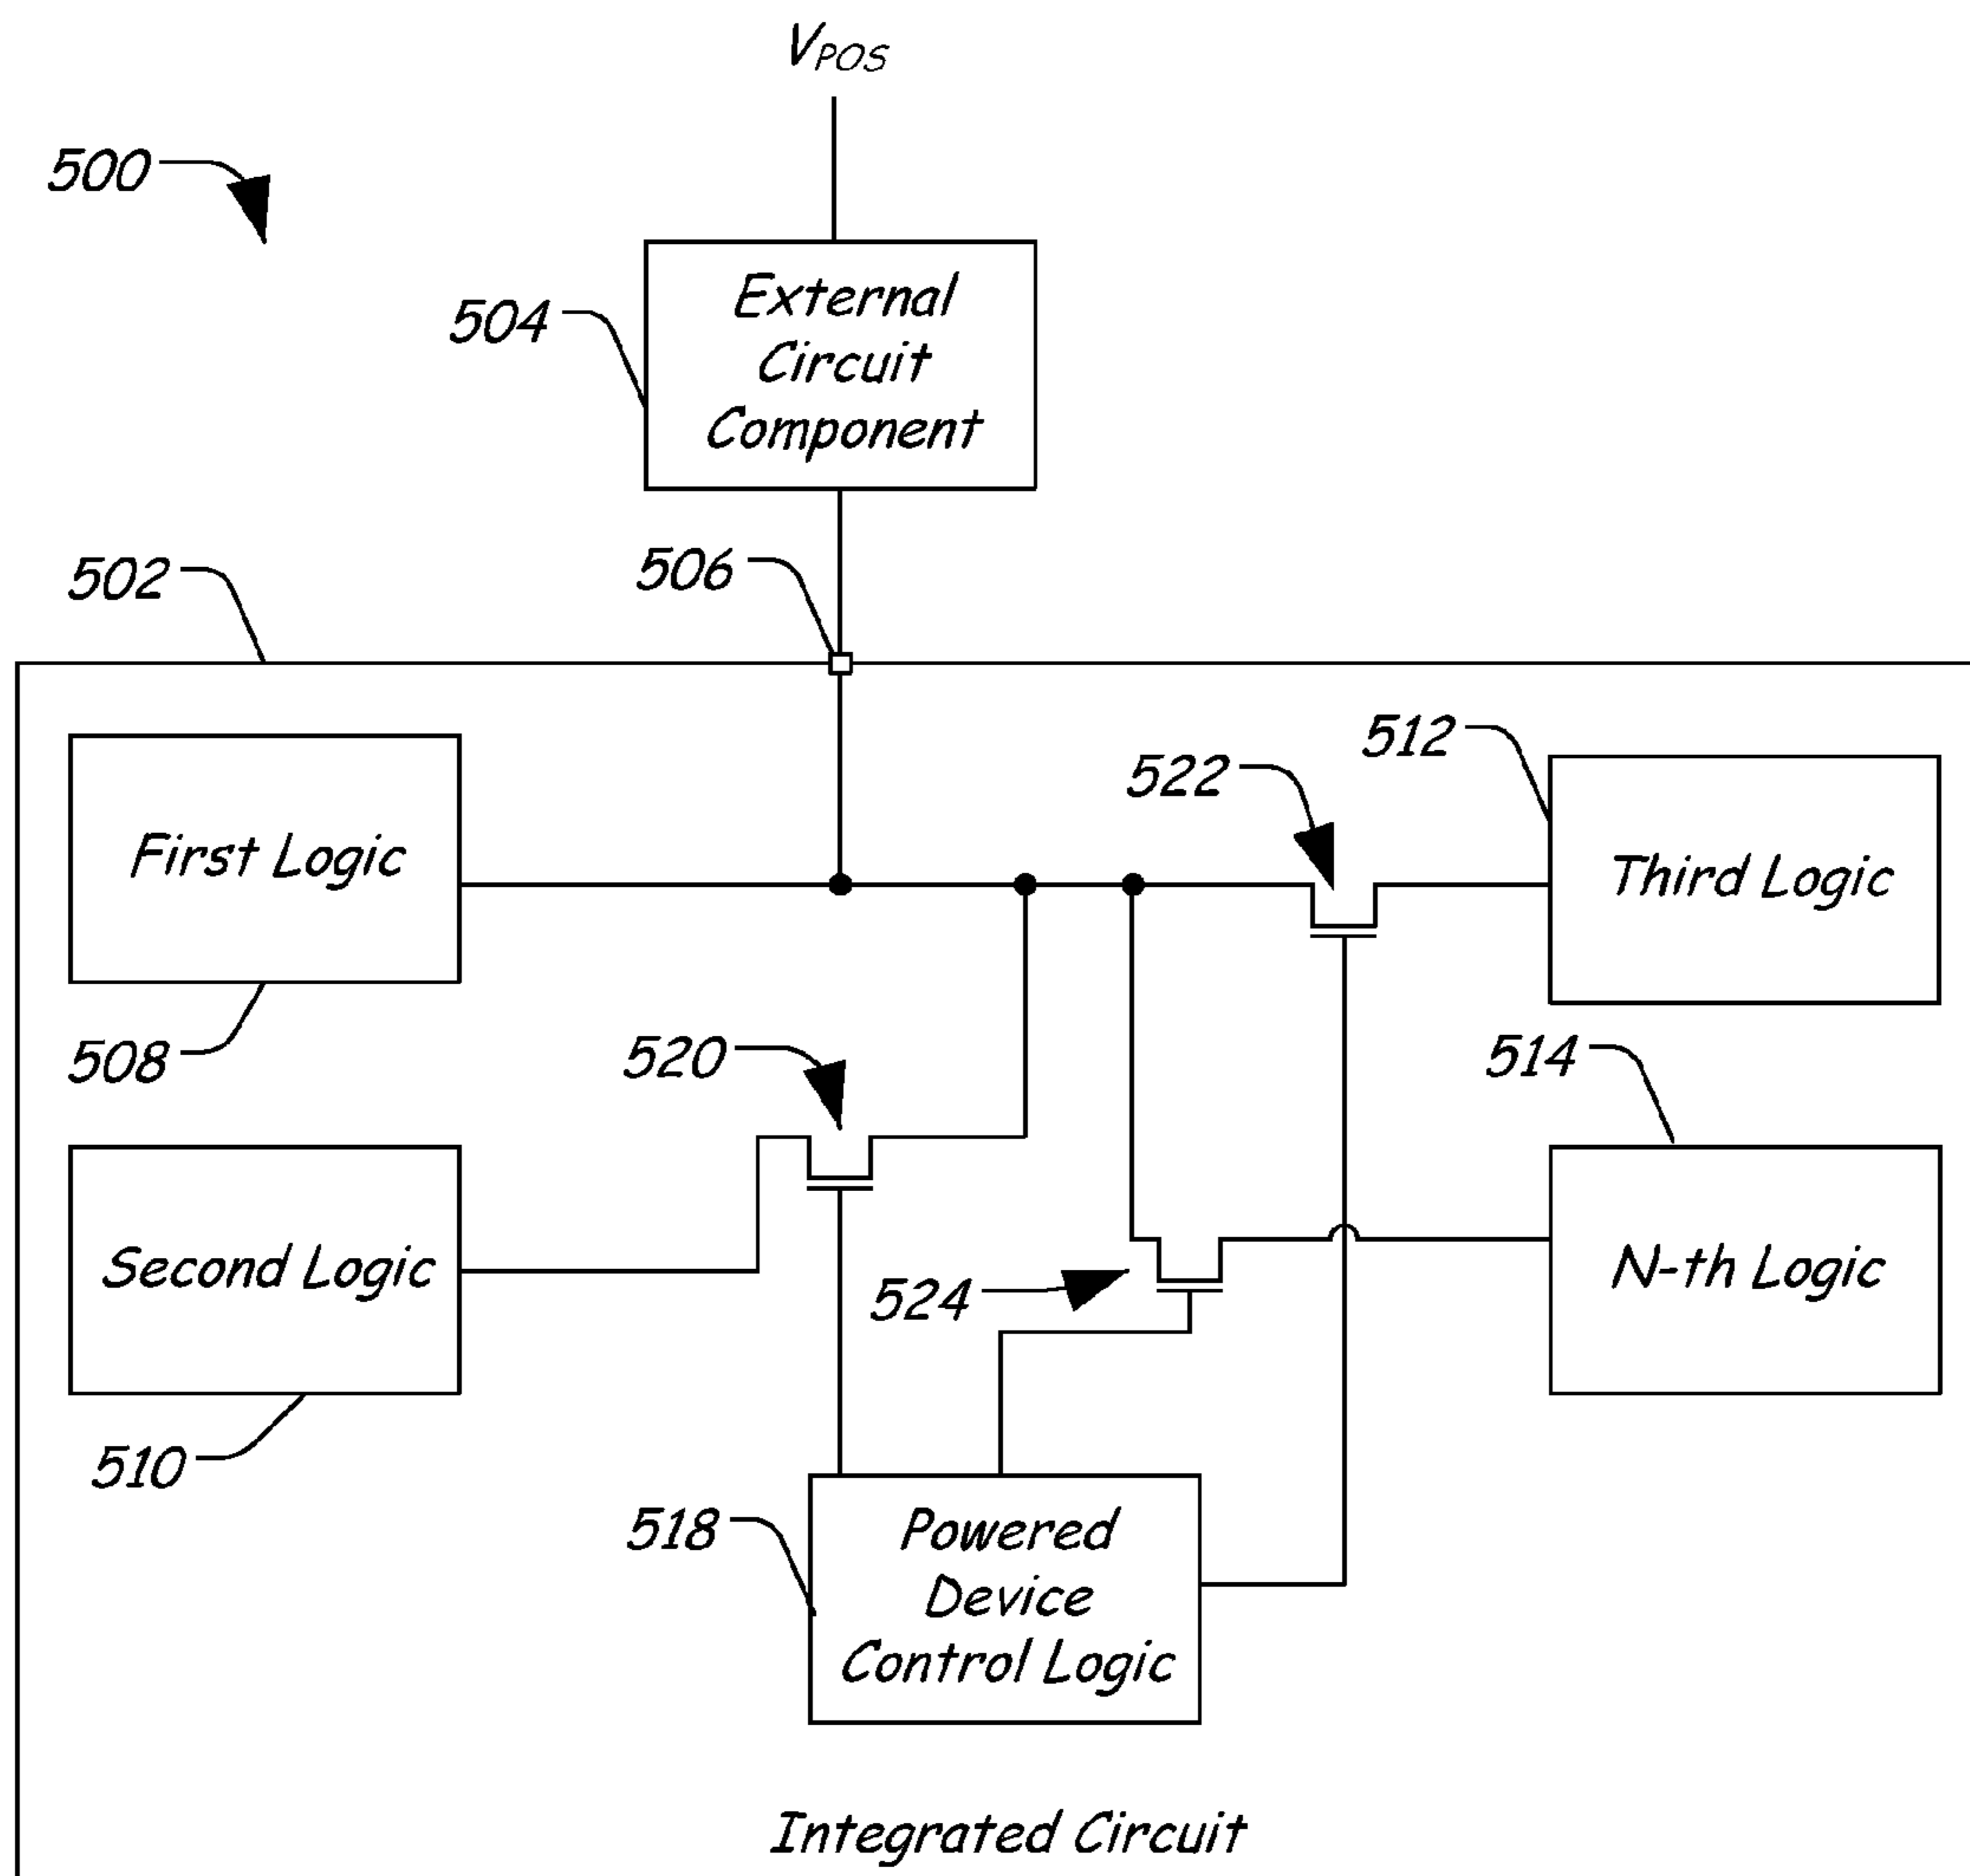 VPOS
500
External
Circuit
Component
504
506
502
512
522
First Logic
Third Logic
508
520
514
Second Logic
N-th Logic
524
510
518
Powered
Device
Control Logic
Integrated Circuit